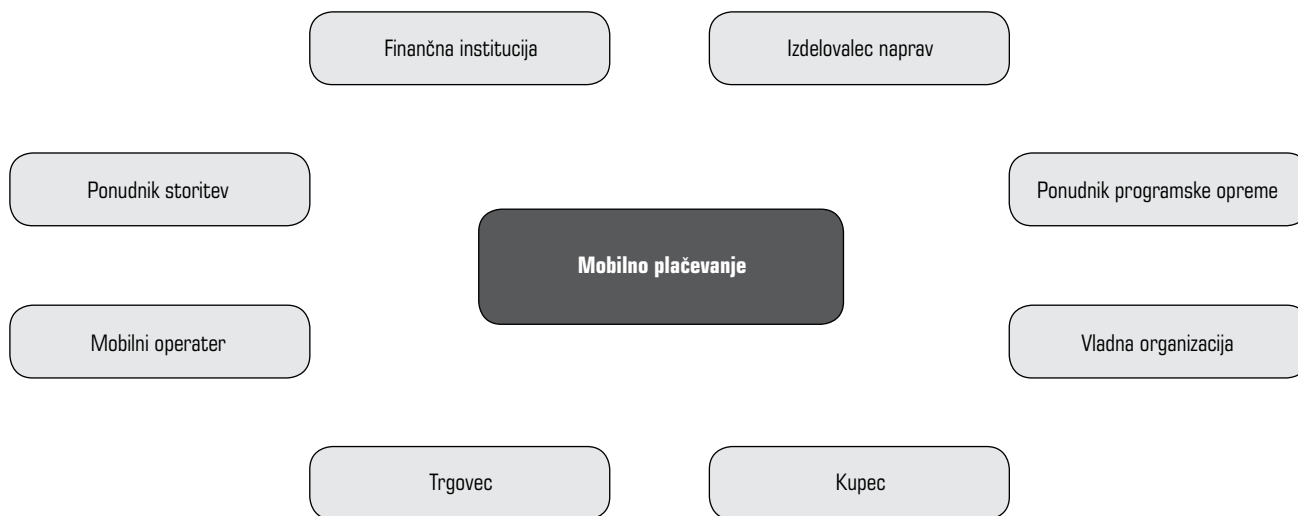 Finančna institucija
Izdelovalec naprav
Ponudnik storitev
Ponudnik programske opreme
Mobilno plačevanje
Mobilni operater
Vladna organizacija
Trgovec
Kupec